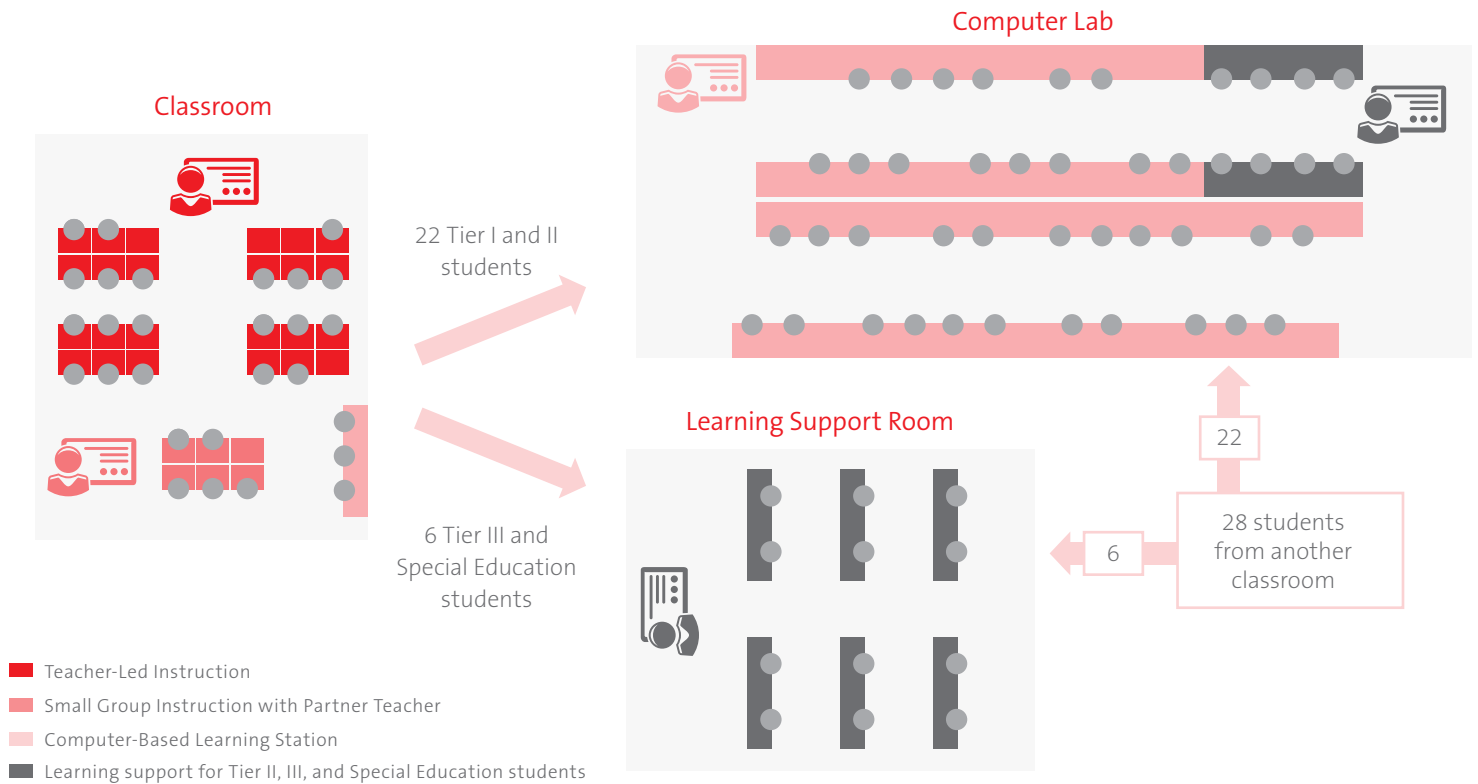 Computer Lab
Classroom
22 Tier I and II
students
Learning Support Room
22
6 Tier III and
Special Education
students
6
28 students
from another
classroom
Teacher-Led Instruction
Small Group Instruction with Partner Teacher
Computer-Based Learning Station
Learning support for Tier II, III, and Special Education students